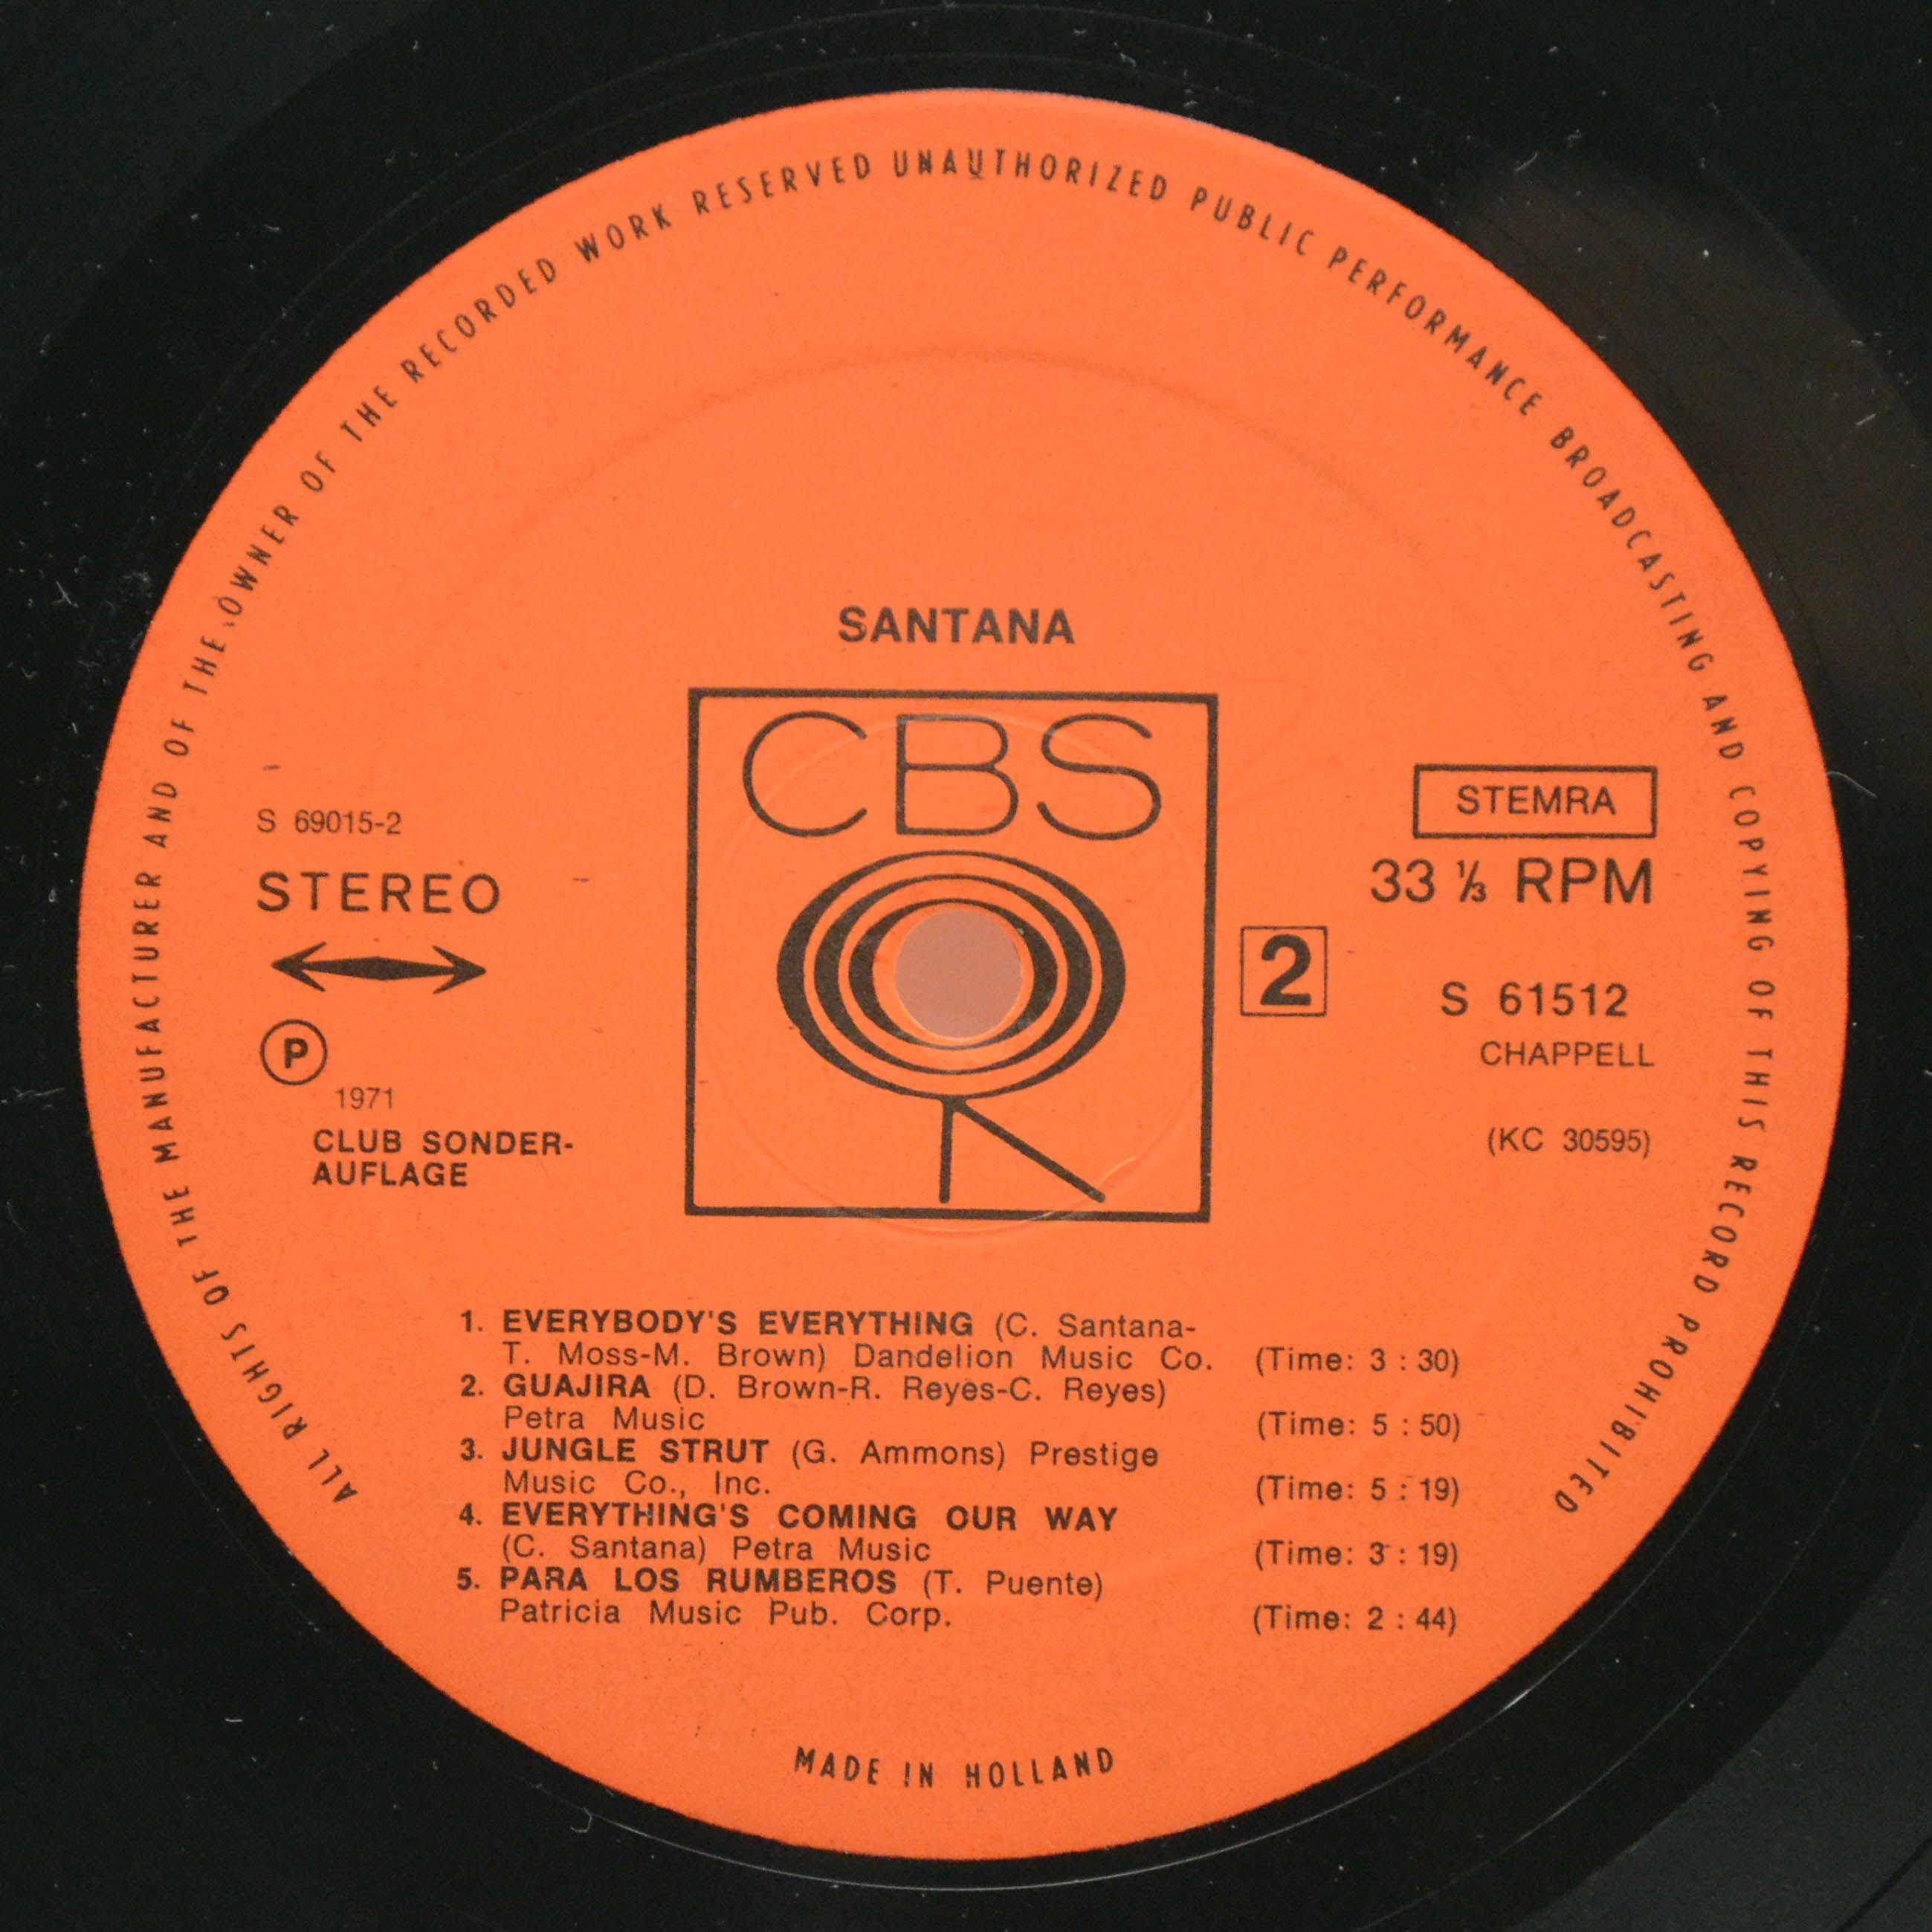 ALL RIGHTS OF THE MANUFACTURER AND OF THE OWNER OF THE RECORDED WORK RESERVED UNAUTHORIZED PUBLIC PERFORMANCE BROADCASTING AND COPYING OF THIS RECORD PROHIBITED
SANTANA
CBS
S 69015-2
STEREO
P
1971
CLUB SONDER-
AUFLAGE
2
STEMRA
33 ⅓ RPM
S 61512
CHAPPELL
(KC 30595)
1. EVERYBODY'S EVERYTHING (C. Santana-
T. Moss-M. Brown) Dandelion Music Co. (Time: 3 : 30)
2. GUAJIRA (D. Brown-R. Reyes-C. Reyes)
Petra Music (Time: 5 : 50)
3. JUNGLE STRUT (G. Ammons) Prestige
Music Co., Inc. (Time: 5 : 19)
4. EVERYTHING'S COMING OUR WAY
(C. Santana) Petra Music (Time: 3 : 19)
5. PARA LOS RUMBEROS (T. Puente)
Patricia Music Pub. Corp. (Time: 2 : 44)
MADE IN HOLLAND